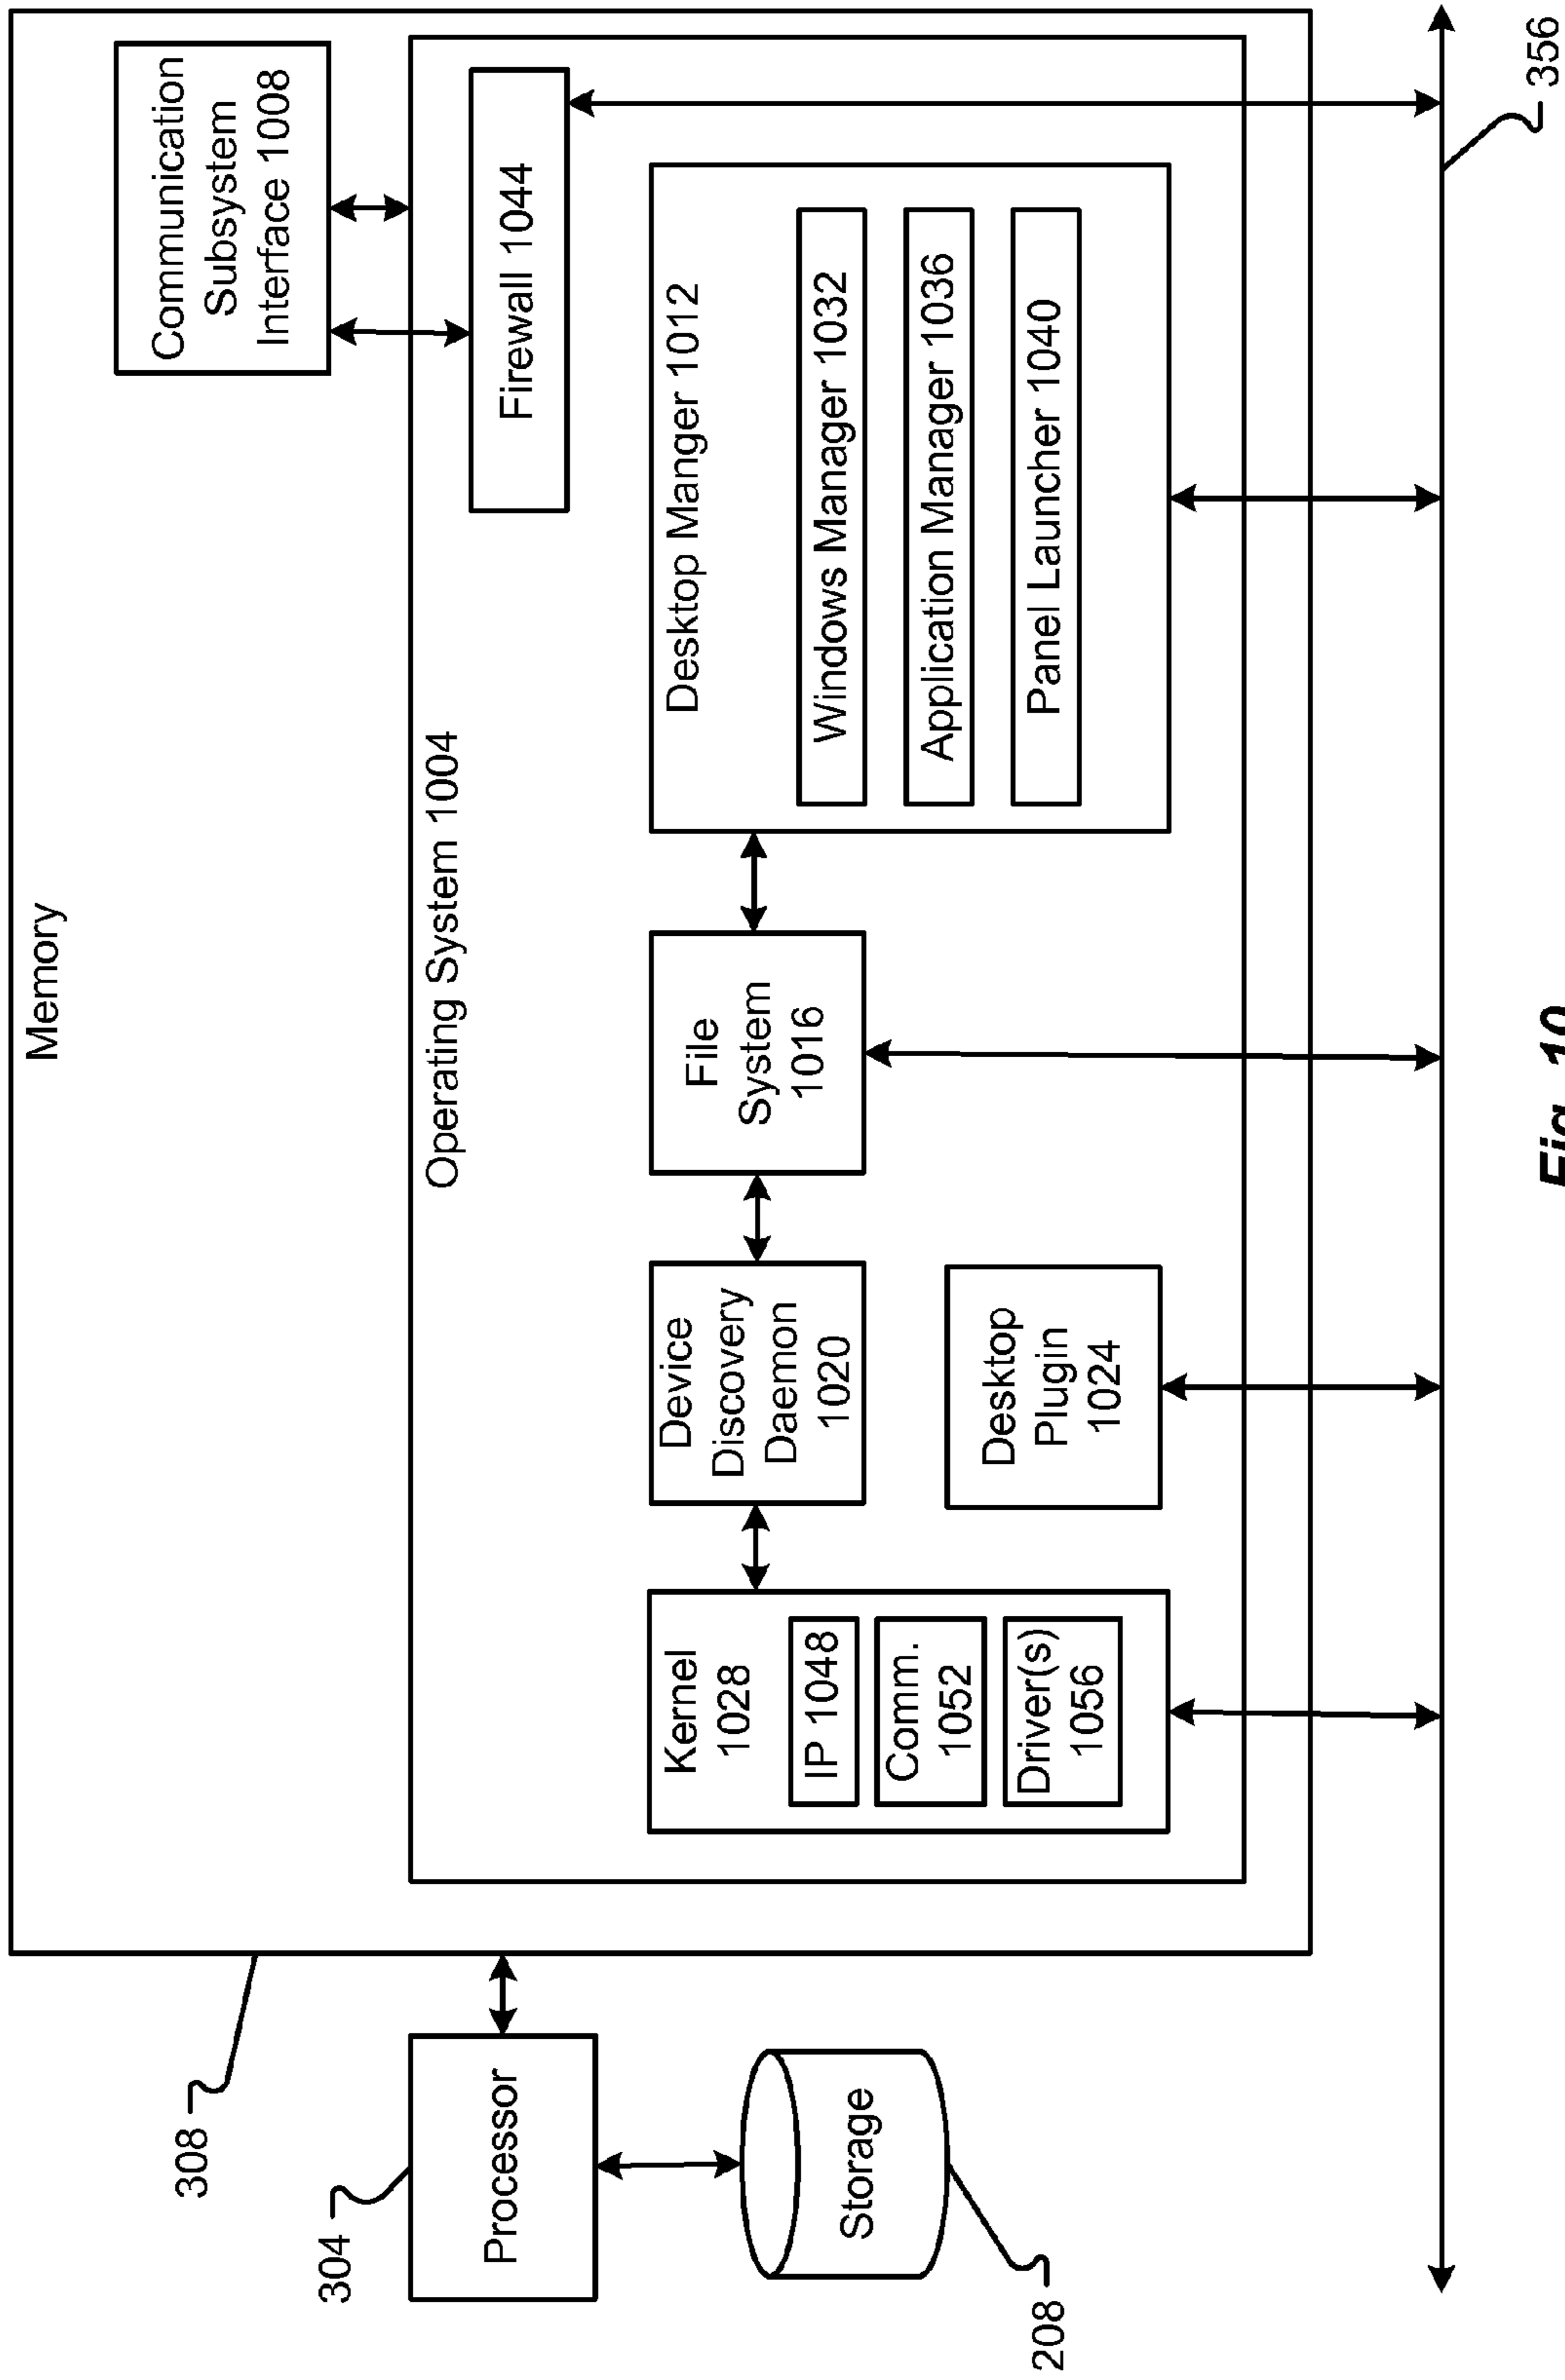 Memory
308
304
Processor
Storage
208
Communication
Subsystem
Interface 1008
Operating System 1004
Firewall 1044
Kernel
1028
IP 1048
Comm.
1052
Driver(s)
1056
Device
Discovery
Daemon
1020
Desktop
Plugin
1024
File
System
1016
Desktop Manger 1012
Windows Manager 1032
Application Manager 1036
Panel Launcher 1040
356
Fig. 10